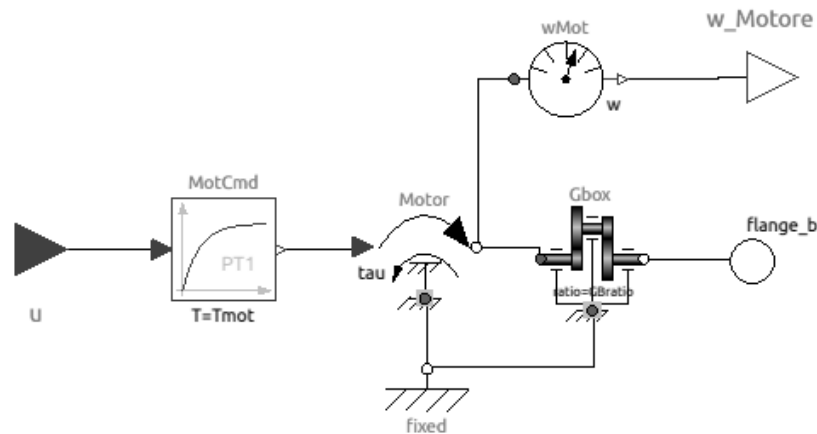 w_Motore
wMot
w
MotCmd
Motor
Gbox
flange_b
PT1
tau
ratio=GBratio
u
T=Tmot
fixed